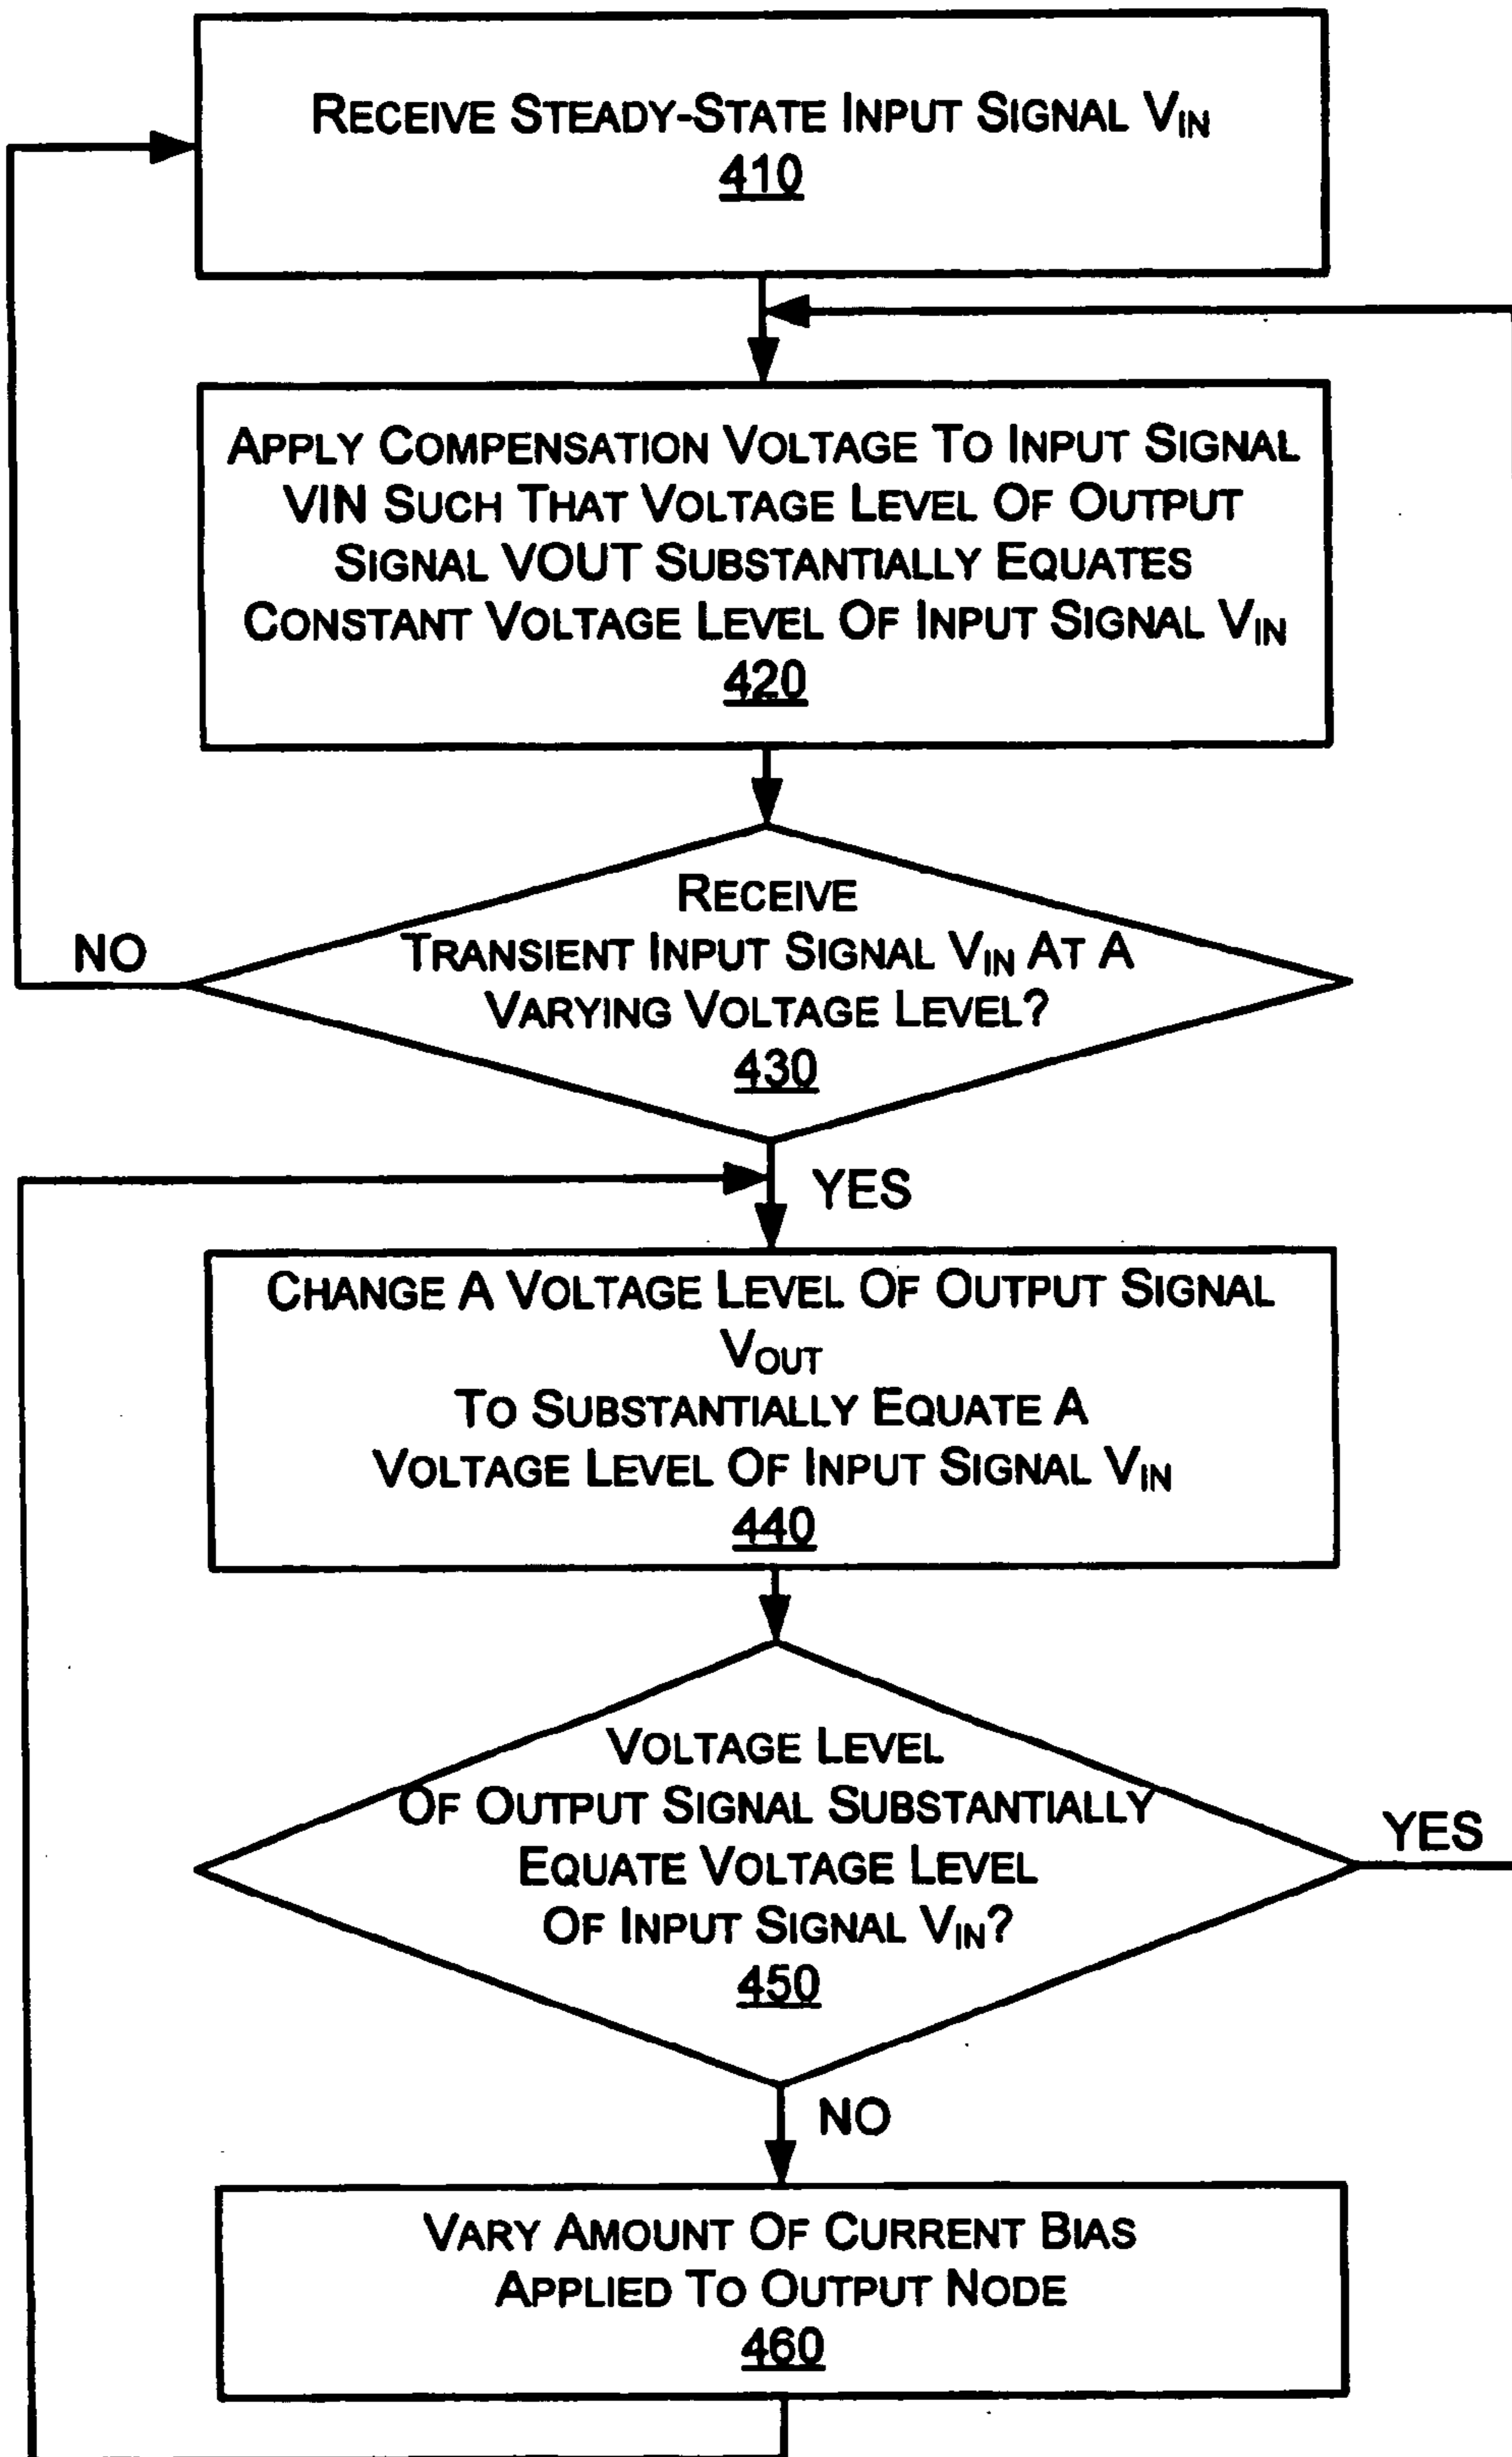 RECEIVE STEADY-STATE INPUT SIGNAL VIN
410
APPLY COMPENSATION VOLTAGE TO INPUT SIGNAL
VIN SUCH THAT VOLTAGE LEVEL OF OUTPUT
SIGNAL VOUT SUBSTANTIALLY EQUATES
CONSTANT VOLTAGE LEVEL OF INPUT SIGNAL VIN
420
RECEIVE
TRANSIENT INPUT SIGNAL VIN AT A
VARYING VOLTAGE LEVEL?
430
NO
YES
CHANGE A VOLTAGE LEVEL OF OUTPUT SIGNAL
VOUT
TO SUBSTANTIALLY EQUATE A
VOLTAGE LEVEL OF INPUT SIGNAL VIN
440
VOLTAGE LEVEL
OF OUTPUT SIGNAL SUBSTANTIALLY
EQUATE VOLTAGE LEVEL
OF INPUT SIGNAL VIN?
450
YES
NO
VARY AMOUNT OF CURRENT BIAS
APPLIED TO OUTPUT NODE
460